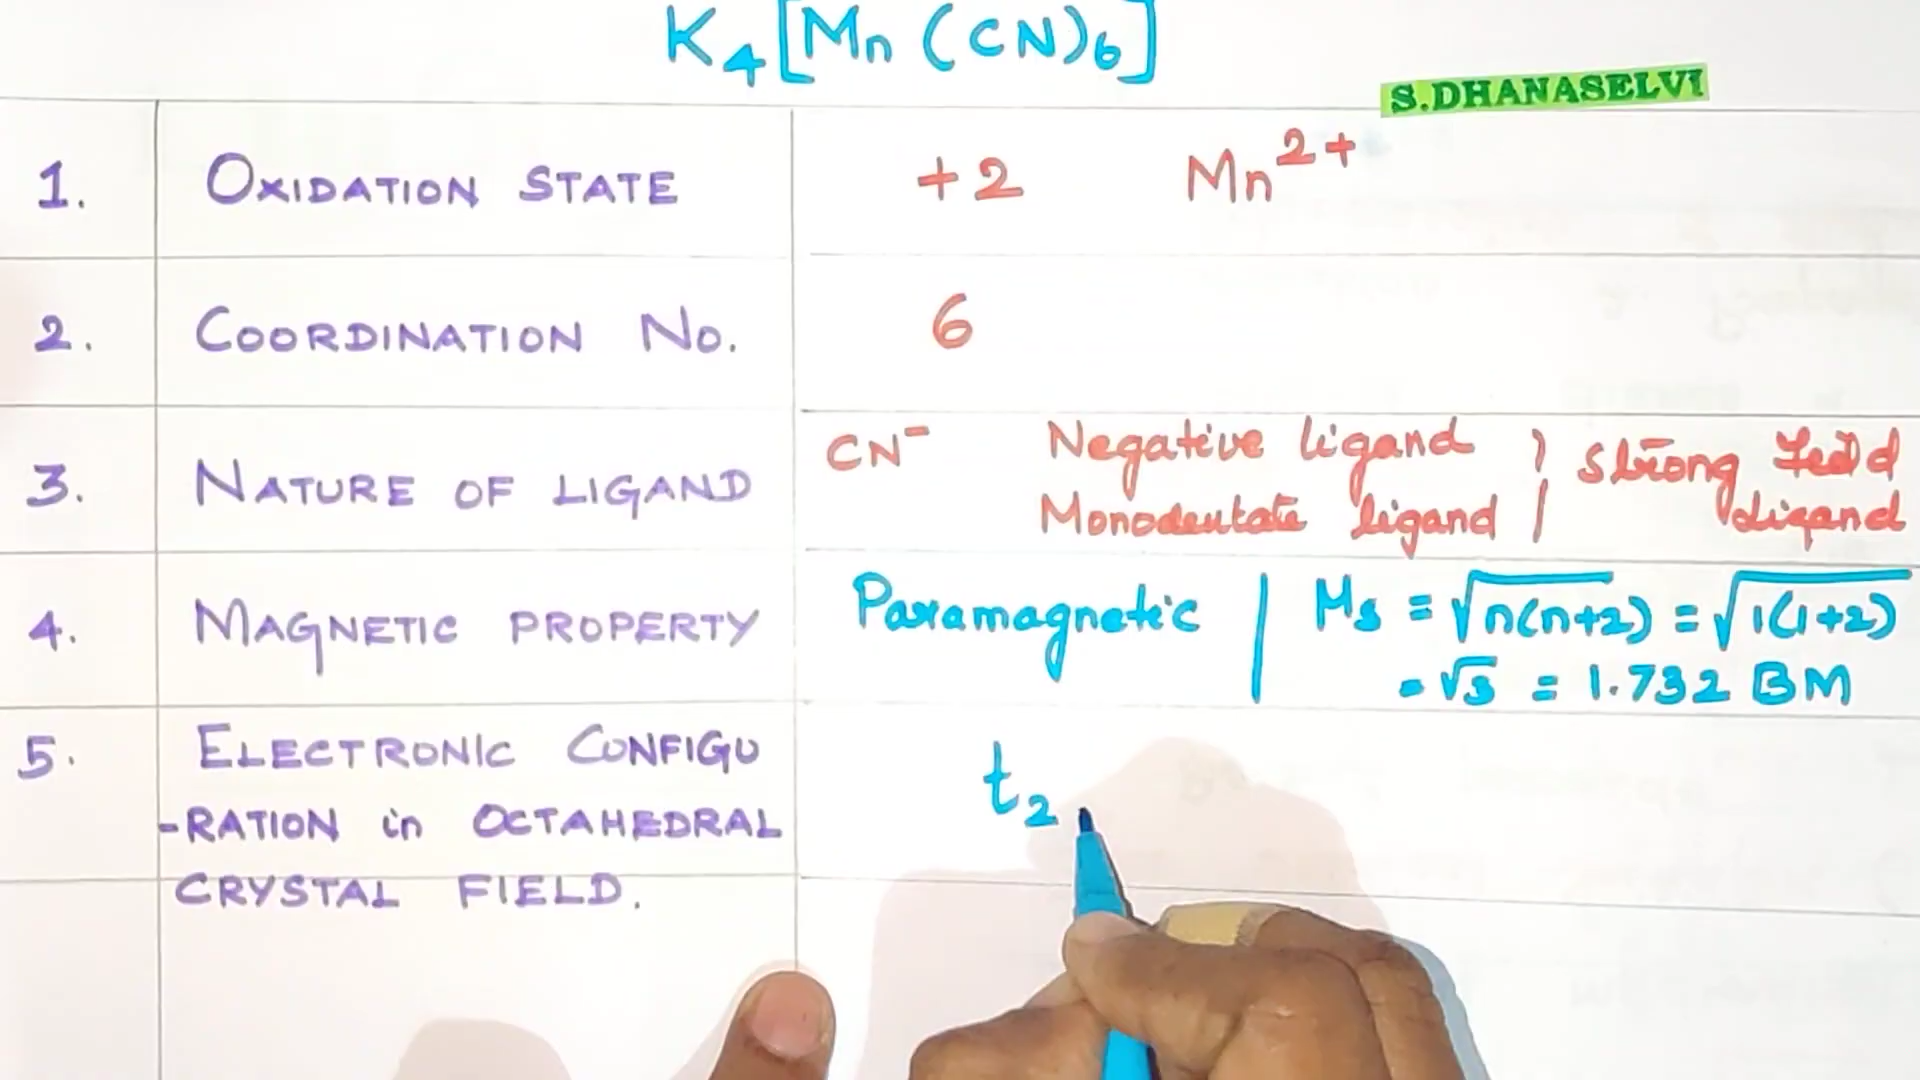 K₄[Mn (CN)₆]
S.DHANASELVI
1. OXIDATION STATE +2 Mn²⁺
2. COORDINATION NO. 6
3. NATURE OF LIGAND CN⁻ Negative ligand Monodentate ligand | Strong Feild Ligand
4. MAGNETIC PROPERTY Paramagnetic | Ms = √n(n+2) = √1(1+2)
= √3 = 1.732 BM
5. ELECTRONIC CONFIGU
-RATION in OCTAHEDRAL
CRYSTAL FIELD.
t₂